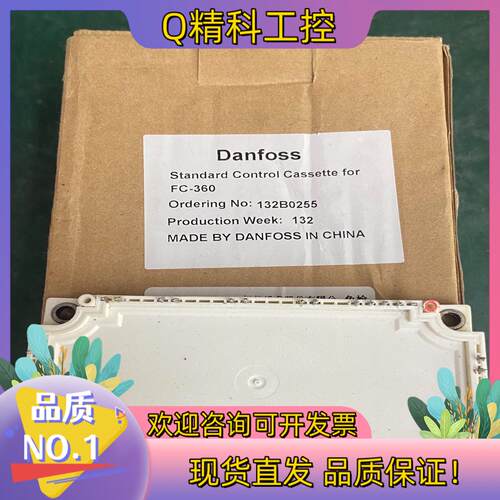 Q精科工控
Danfoss
Standard Control Cassette for
FC-360
Ordering No: 132B0255
Production Week: 132
MADE BY DANFOSS IN CHINA
品质
NO.1
欢迎咨询可开发票
现货直发 品质保证!